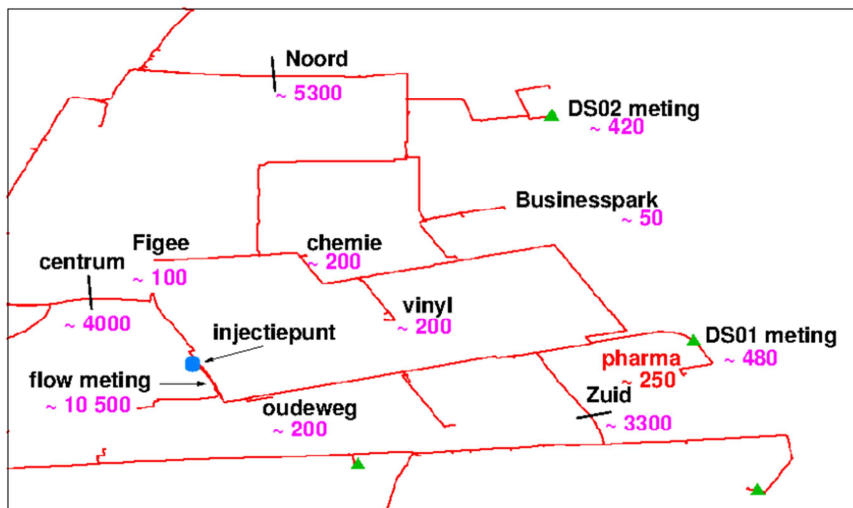 Noord
~ 5300
DS02 meting
~ 420
Businesspark
~ 50
Figee
~ 100
chemie
~ 200
centrum
~ 4000
vinyl
~ 200
injectiepunt
DS01 meting
~ 480
pharma
~ 250
flow meting
~ 10 500
oudeweg
~ 200
Zuid
~ 3300